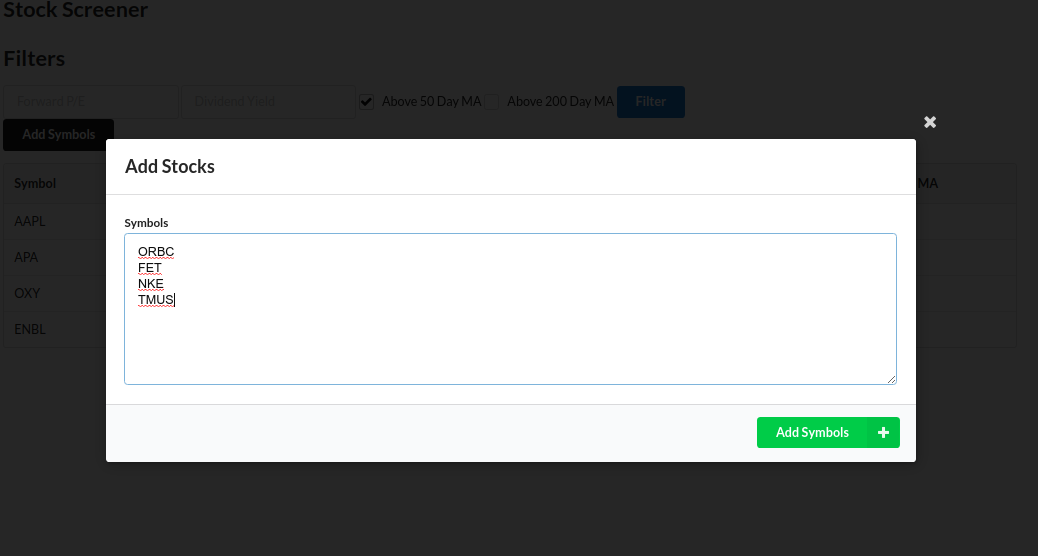 Stock Screener
Filters
Forward P/E
Dividend Yield
Above 50 Day MA
Above 200 Day MA
Filter
Add Symbols
Symbol
MA
AAPL
APA
OXY
ENBL
Add Stocks
Symbols
ORBC
FET
NKE
TMUS
Add Symbols